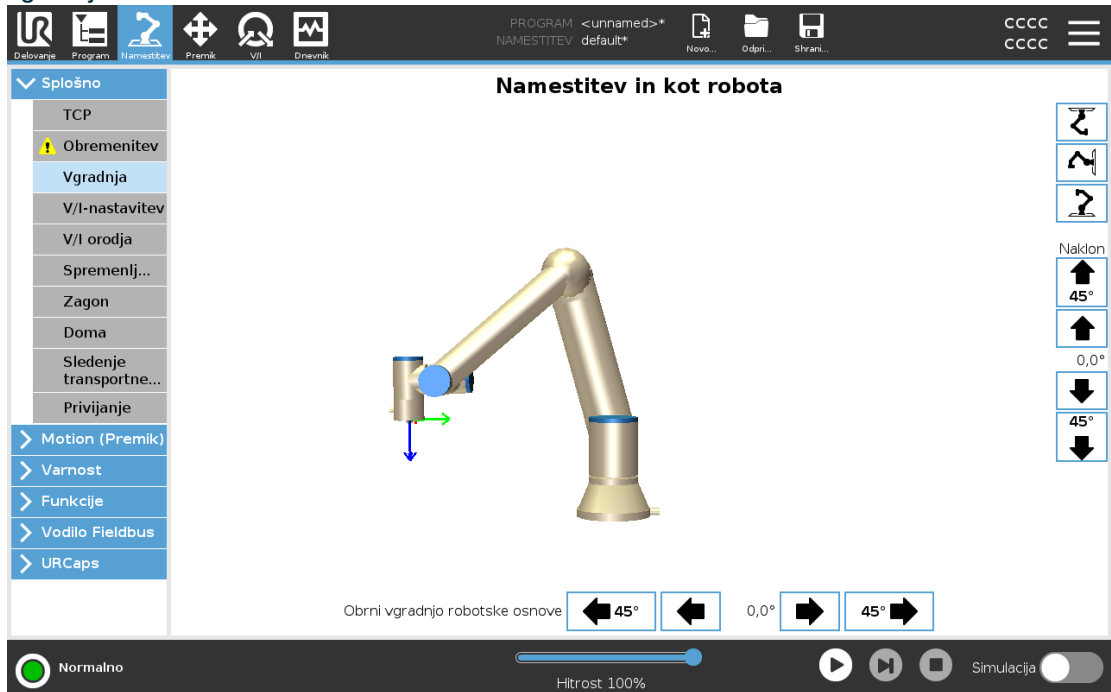 PROGRAM <unnamed>*
NAMESTITEV default*
CCCC
CCCC
Delovanje Program Namestitev Premik V/I Dnevnik Novo... Odpri... Shrani...
Splošno
TCP
Obremenitev
Vgradnja
V/I-nastavitev
V/I orodja
Spremenlj...
Zagon
Doma
Sledenje
transportne...
Privijanje
Motion (Premik)
Varnost
Funkcije
Vodilo Fieldbus
URCaps
Namestitev in kot robota
Naklon
45°
0,0°
45°
Obrni vgradnjo robotske osnove 45° 0,0° 45°
Normalno
Hitrost 100%
Simulacija